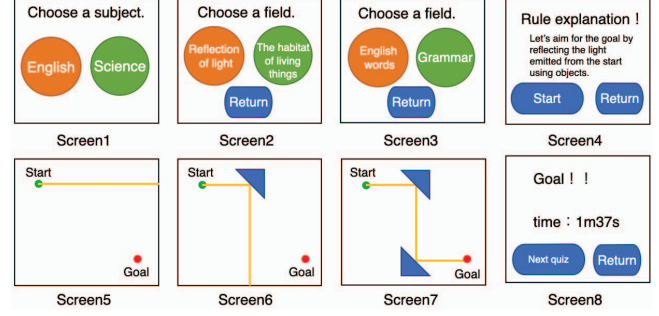 Choose a subject.
English
Science
Screen1
Choose a field.
Reflection
of light
The habitat
of living
things
Return
Screen2
Choose a field.
English
words
Grammar
Return
Screen3
Rule explanation！
Let's aim for the goal by
reflecting the light
emitted from the start
using objects.
Start
Return
Screen4
Start
Goal
Screen5
Start
Goal
Screen6
Start
Goal
Screen7
Goal！！
time：1m37s
Next quiz
Return
Screen8